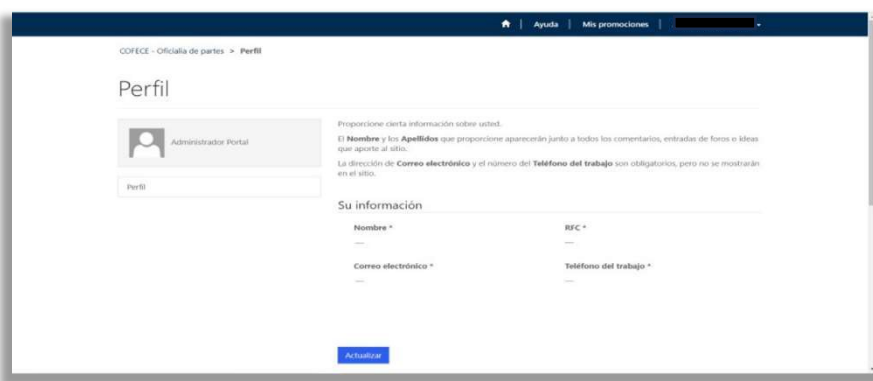 Ayuda | Mis promociones |
COFECE - Oficialia de partes > Perfil
Perfil
Administrador Portal
Perfil
Proporcione cierta información sobre usted.
El Nombre y los Apellidos que proporcione aparecerán junto a todos los comentarios, entradas de foros o ideas
que aporte al sitio.
La dirección de Correo electrónico y el número del Teléfono del trabajo son obligatorios, pero no se mostrarán
en el sitio.
Su información
Nombre *
RFC *
—
—
Correo electrónico *
Teléfono del trabajo *
—
—
Actualizar